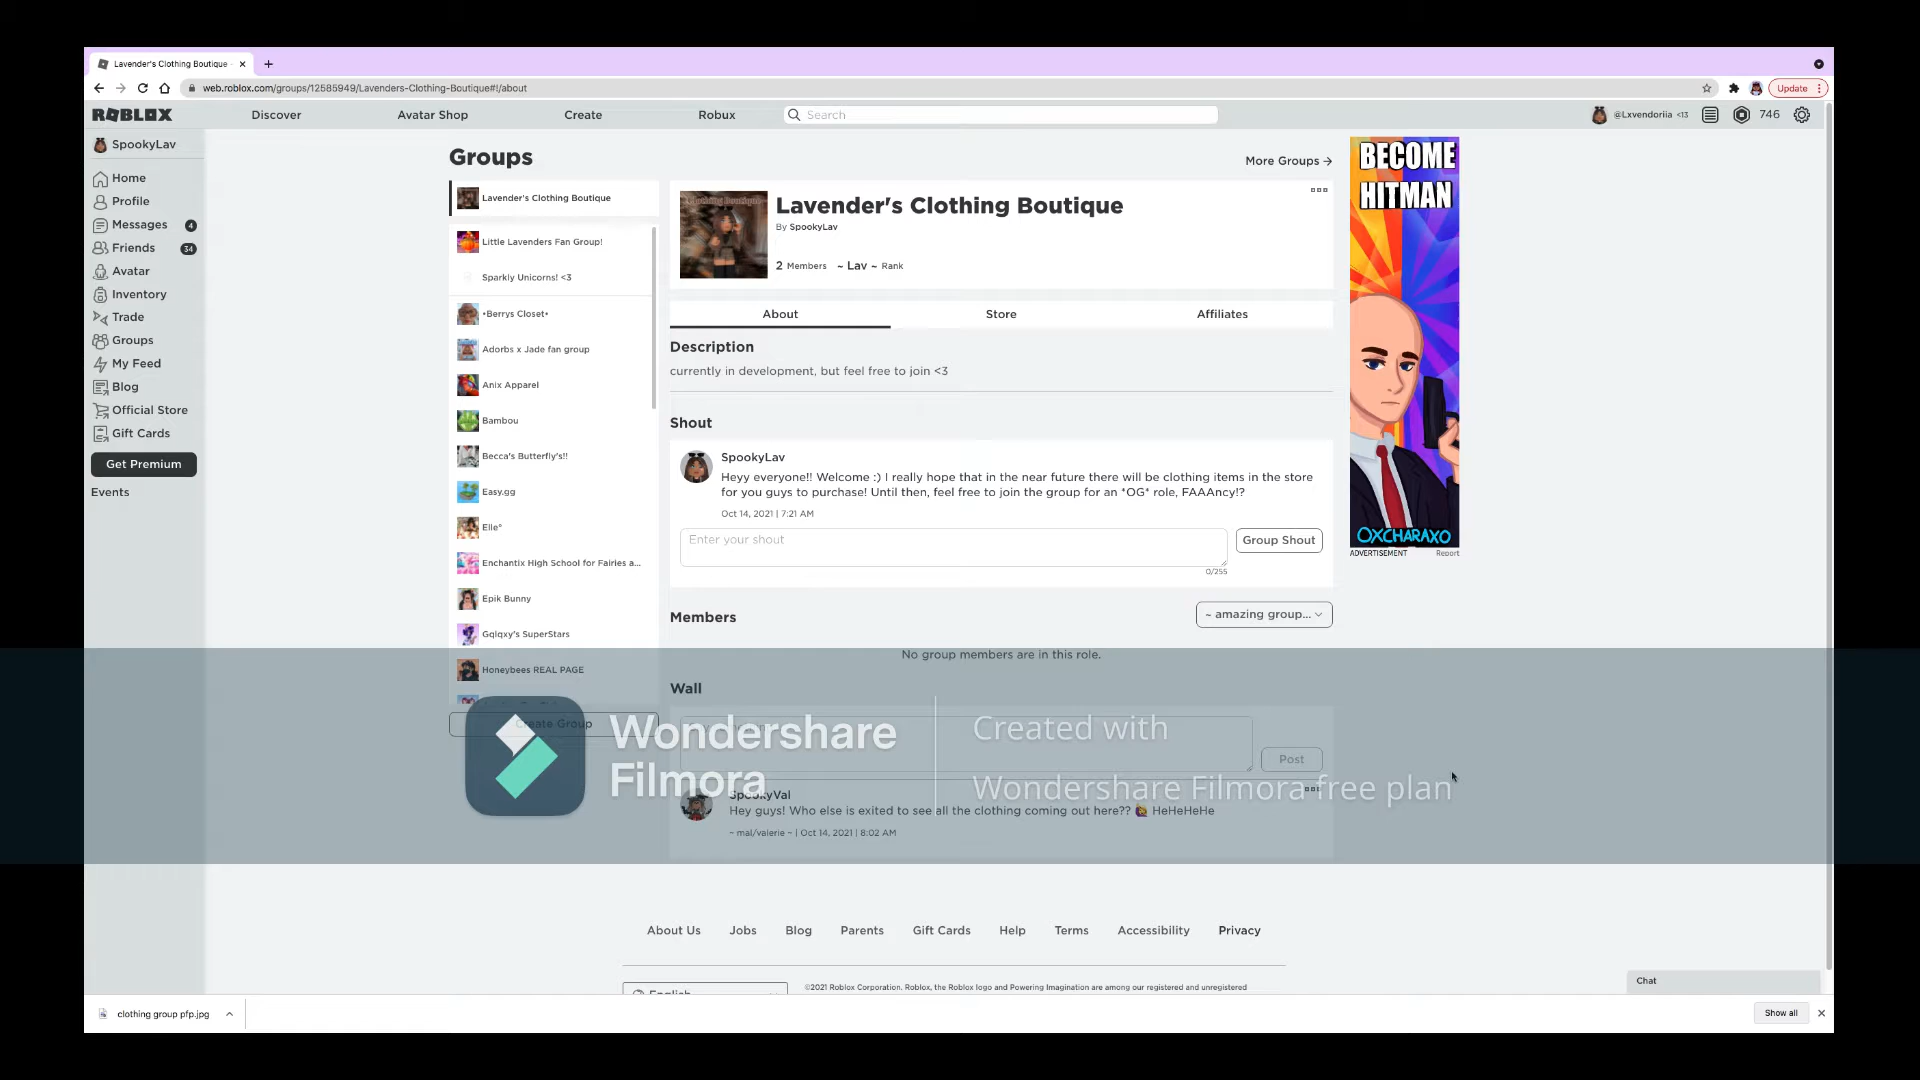 Lavender's Clothing Boutique
web.roblox.com/groups/12585949/Lavenders-Clothing-Boutique#!/about
Update
ROBLOX
Discover
Avatar Shop
Create
Robux
Search
@Lxvendoriia <13
746
SpookyLav
Home
Profile
Messages
4
Friends
34
Avatar
Inventory
Trade
Groups
My Feed
Blog
Official Store
Gift Cards
Get Premium
Events
Groups
More Groups →
Lavender's Clothing Boutique
Little Lavenders Fan Group!
Sparkly Unicorns! <3
•Berrys Closet•
Adorbs x Jade fan group
Anix Apparel
Bambou
Becca's Butterfly's!!
Easy.gg
Elle°
Enchantix High School for Fairies a...
Epik Bunny
Gqlqxy's SuperStars
Honeybees REAL PAGE
Create Group
Clothing Boutique
Lavender's Clothing Boutique
By SpookyLav
2 Members ~ Lav ~ Rank
About
Store
Affiliates
Description
currently in development, but feel free to join <3
Shout
SpookyLav
Heyy everyone!! Welcome :) I really hope that in the near future there will be clothing items in the store
for you guys to purchase! Until then, feel free to join the group for an *OG* role, FAAAncy!?
Oct 14, 2021 | 7:21 AM
Enter your shout
Group Shout
0/255
Members
~ amazing group...
No group members are in this role.
Wall
Post
SpookyVal
Hey guys! Who else is exited to see all the clothing coming out here?? 🙋 HeHeHeHe
~ mal/valerie ~ | Oct 14, 2021 | 8:02 AM
Wondershare
Filmora
Created with
Wondershare Filmora free plan
BECOME
HITMAN
OXCHARAXO
ADVERTISEMENT
Report
About Us
Jobs
Blog
Parents
Gift Cards
Help
Terms
Accessibility
Privacy
English
©2021 Roblox Corporation. Roblox, the Roblox logo and Powering Imagination are among our registered and unregistered
Chat
clothing group pfp.jpg
Show all